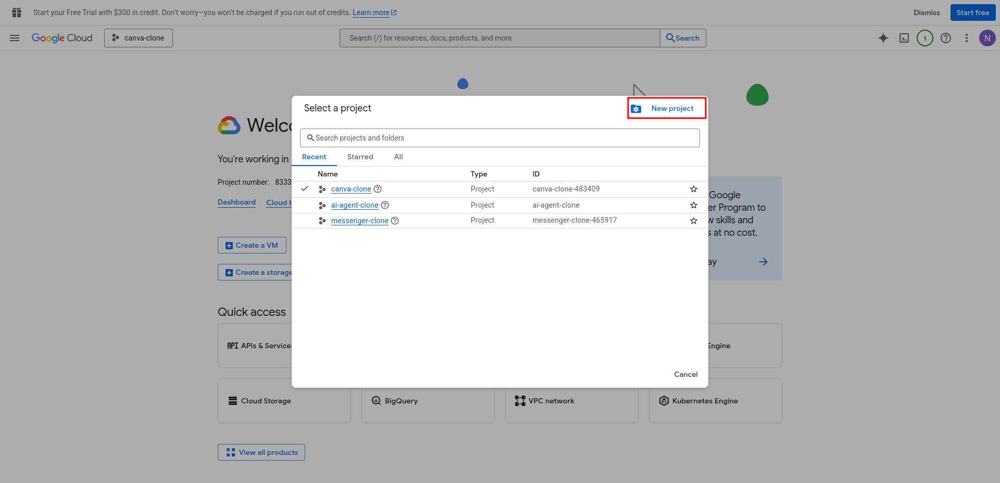 Start your Free Trial with $300 in credit. Don't worry—you won't be charged if you run out of credits. Learn more
Dismiss
Start free
Google Cloud
canva-clone
Search (/) for resources, docs, products, and more
Search
1
N
Welco
You're working in
Project number: 8333
Dashboard
Cloud H
Create a VM
Create a storage
Select a project
New project
Search projects and folders
Recent
Starred
All
Name Type ID
canva-clone Project canva-clone-483409
ai-agent-clone Project ai-agent-clone
messenger-clone Project messenger-clone-465917
Cancel
Google
er Program to
w skills and
s at no cost.
ay
Quick access
API APIs & Services
Engine
Cloud Storage
BigQuery
VPC network
Kubernetes Engine
View all products